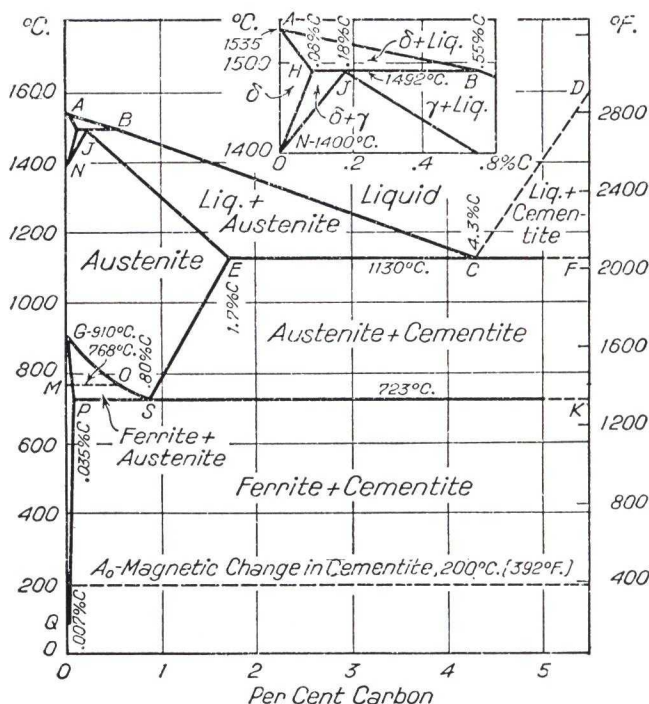 °C.
°C.
°F.
A
1535
1500
1400
H
δ
.08%C
.18%C
.55%C
δ+Liq.
1492°C.
J
B
δ+γ
γ+Liq.
N-1400°C.
0
.2
.4
.6
.8%C
1600
1400
1200
1000
800
600
400
200
0
2800
2400
2000
1600
1200
800
400
A
B
J
N
D
Liq.+
Austenite
Liquid
Liq.+
Cemen-
tite
4.3%C
Austenite
E
1130°C.
C
F
1.7%C
G-910°C.
768°C.
O
.80%C
Austenite+Cementite
M
P
S
723°C.
K
Ferrite+
Austenite
.035%C
Ferrite+Cementite
A₀-Magnetic Change in Cementite, 200°C.(392°F.)
Q
.007%C
0
1
2
3
4
5
Per Cent Carbon